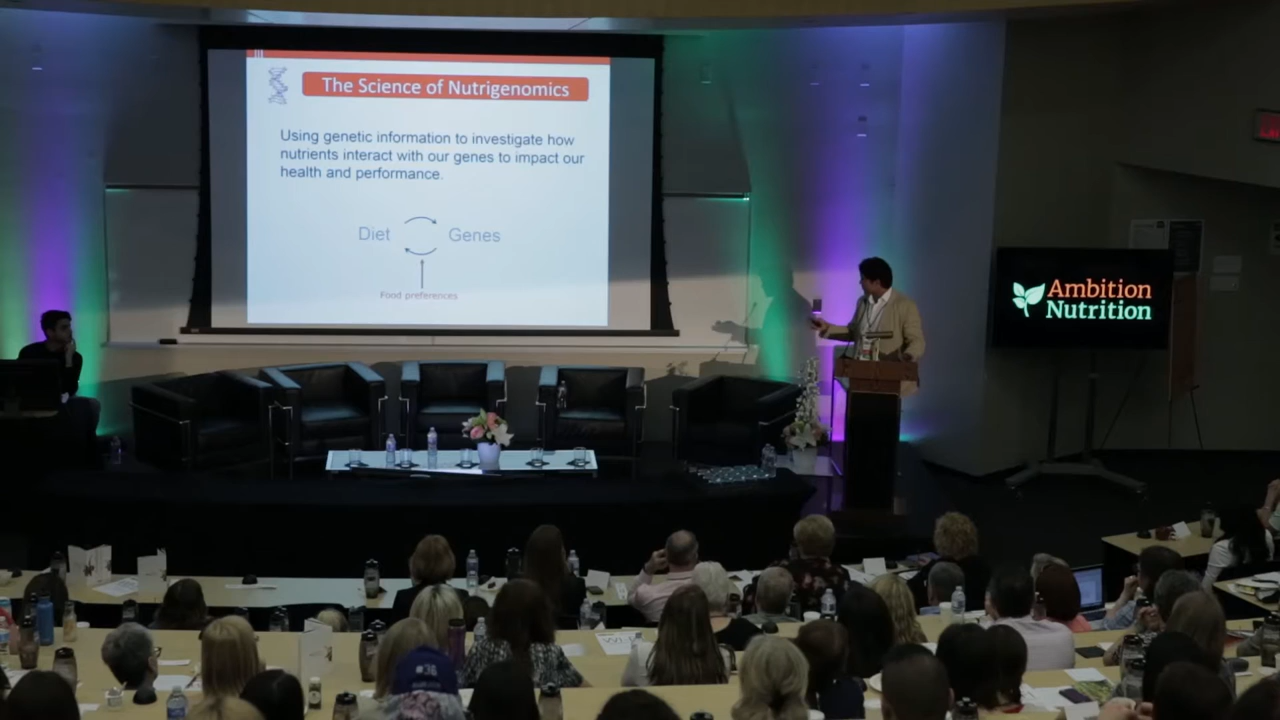 The Science of Nutrigenomics
Using genetic information to investigate how
nutrients interact with our genes to impact our
health and performance.
Diet Genes
Food preferences
Ambition
Nutrition
#36